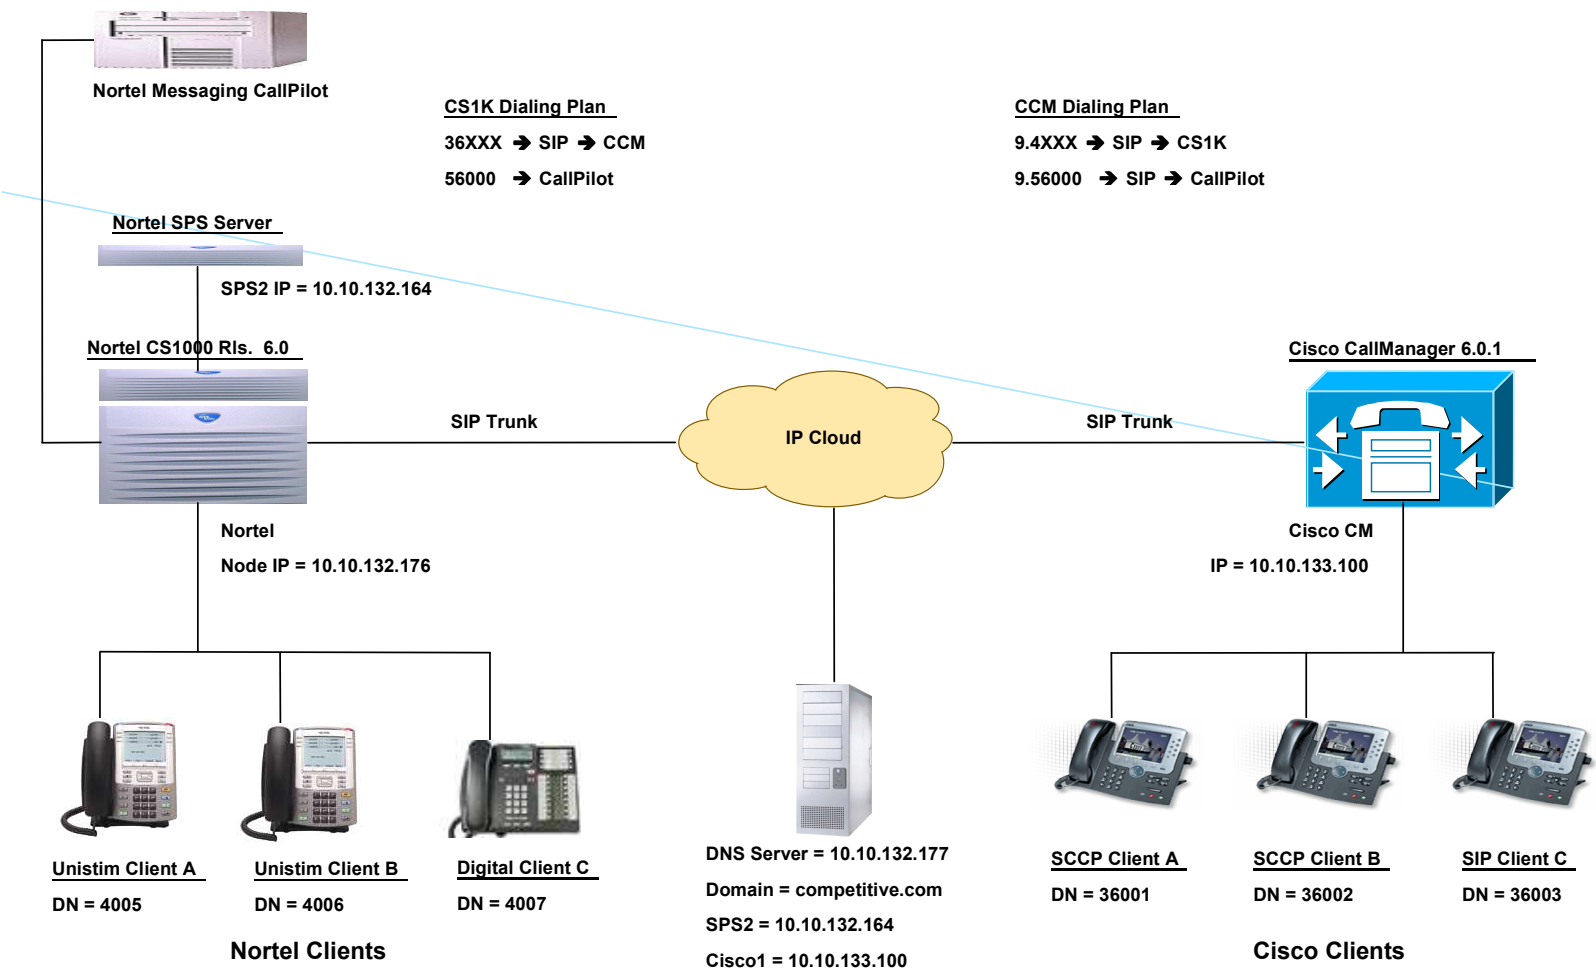 Nortel Messaging CallPilot
CS1K Dialing Plan
36XXX → SIP → CCM
56000 → CallPilot
CCM Dialing Plan
9.4XXX → SIP → CS1K
9.56000 → SIP → CallPilot
Nortel SPS Server
SPS2 IP = 10.10.132.164
Nortel CS1000 Rls. 6.0
Cisco CallManager 6.0.1
SIP Trunk
IP Cloud
SIP Trunk
Nortel
Node IP = 10.10.132.176
Cisco CM
IP = 10.10.133.100
Unistim Client A
DN = 4005
Unistim Client B
DN = 4006
Digital Client C
DN = 4007
Nortel Clients
DNS Server = 10.10.132.177
Domain = competitive.com
SPS2 = 10.10.132.164
Cisco1 = 10.10.133.100
SCCP Client A
DN = 36001
SCCP Client B
DN = 36002
SIP Client C
DN = 36003
Cisco Clients